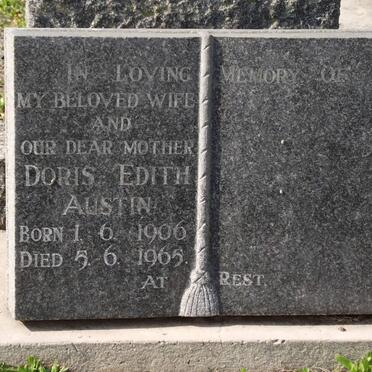 In Loving Memory Of
My Beloved Wife
And
Our Dear Mother
Doris Edith
Austin
Born 1. 6. 1906
Died 5. 6. 1965.
At Rest.